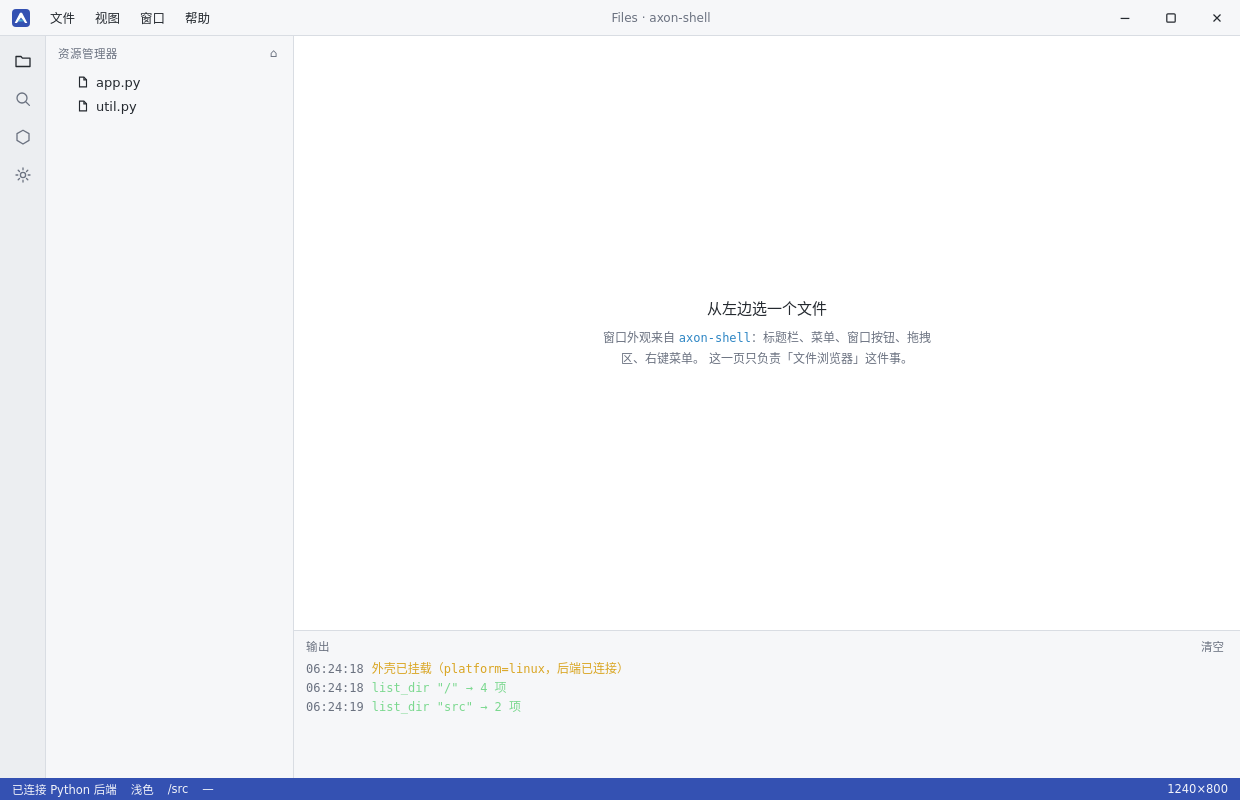 文件 视图 窗口 帮助 Files · axon-shell
资源管理器
app.py
util.py
从左边选一个文件
窗口外观来自 axon-shell：标题栏、菜单、窗口按钮、拖拽
区、右键菜单。 这一页只负责「文件浏览器」这件事。
输出 清空
06:24:18 外壳已挂载（platform=linux，后端已连接）
06:24:18 list_dir "/" → 4 项
06:24:19 list_dir "src" → 2 项
已连接 Python 后端 浅色 /src — 1240×800